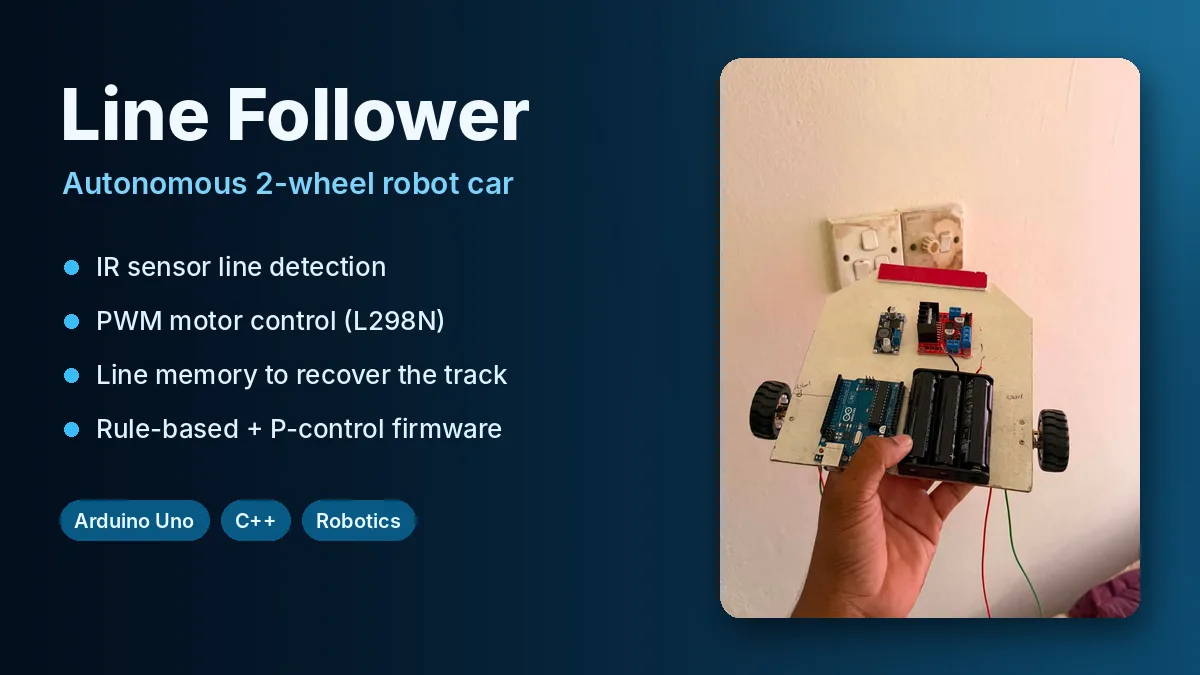 Line Follower
Autonomous 2-wheel robot car
IR sensor line detection
PWM motor control (L298N)
Line memory to recover the track
Rule-based + P-control firmware
Arduino Uno
C++
Robotics